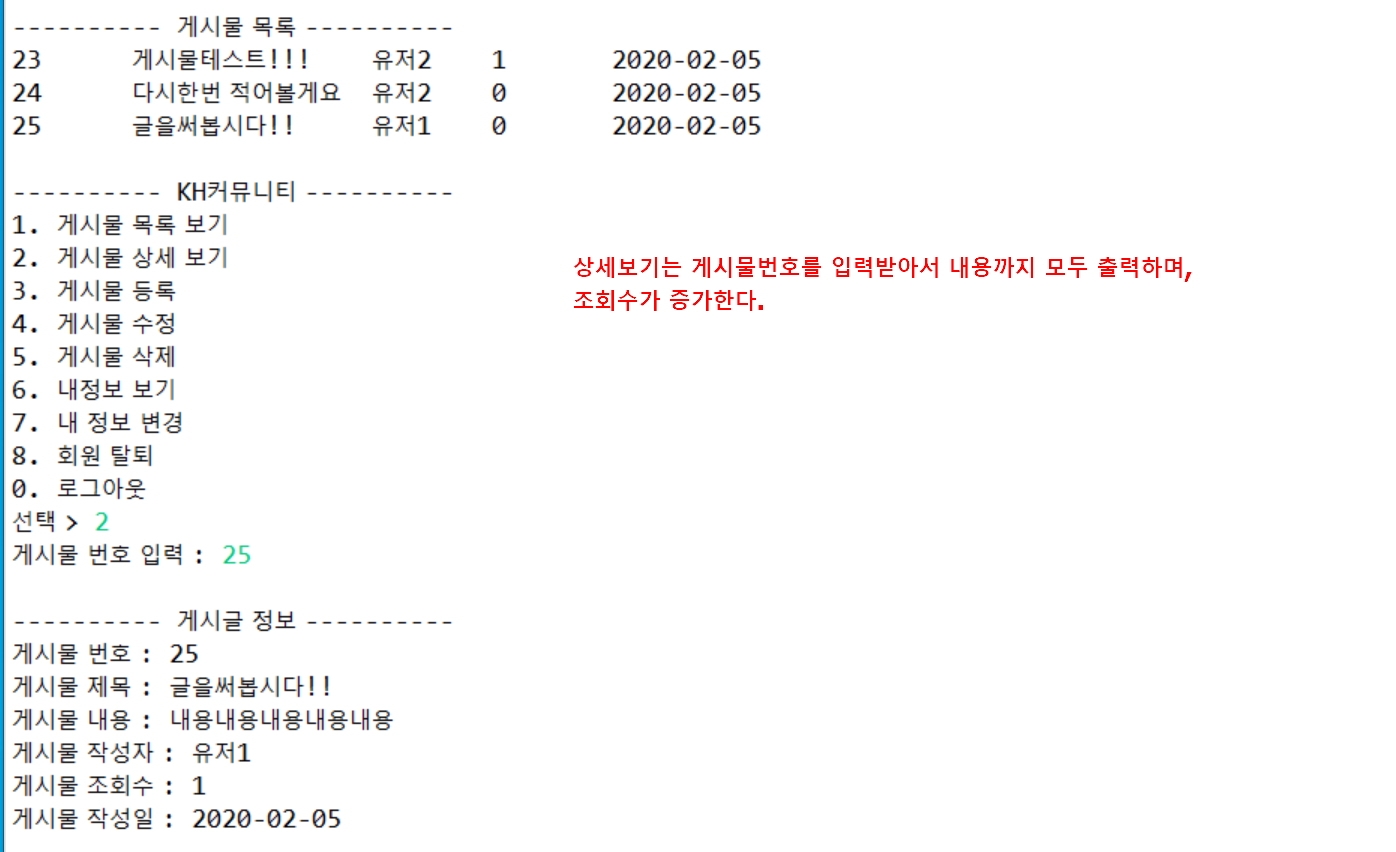 ---------- 게시물 목록 ----------
23 게시물테스트!!! 유저2 1 2020-02-05
24 다시한번 적어볼게요 유저2 0 2020-02-05
25 글을써봅시다!! 유저1 0 2020-02-05
---------- KH커뮤니티 ----------
1. 게시물 목록 보기
2. 게시물 상세 보기
3. 게시물 등록
4. 게시물 수정
5. 게시물 삭제
6. 내정보 보기
7. 내 정보 변경
8. 회원 탈퇴
0. 로그아웃
선택 > 2
게시물 번호 입력 : 25
상세보기는 게시물번호를 입력받아서 내용까지 모두 출력하며,
조회수가 증가한다.
---------- 게시글 정보 ----------
게시물 번호 : 25
게시물 제목 : 글을써봅시다!!
게시물 내용 : 내용내용내용내용내용
게시물 작성자 : 유저1
게시물 조회수 : 1
게시물 작성일 : 2020-02-05